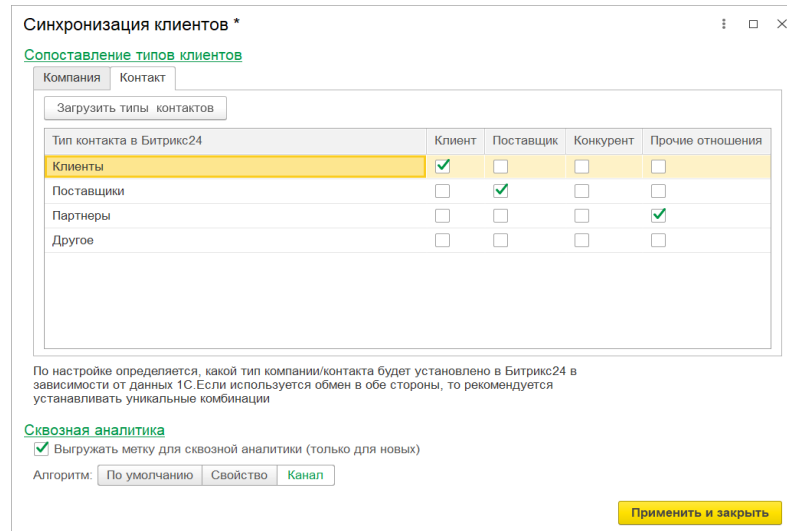 Синхронизация клиентов *
Сопоставление типов клиентов
Компания Контакт
Загрузить типы контактов
Тип контакта в Битрикс24 Клиент Поставщик Конкурент Прочие отношения
Клиенты
Поставщики
Партнеры
Другое
По настройке определяется, какой тип компании/контакта будет установлено в Битрикс24 в
зависимости от данных 1С.Если используется обмен в обе стороны, то рекомендуется
устанавливать уникальные комбинации
Сквозная аналитика
Выгружать метку для сквозной аналитики (только для новых)
Алгоритм: По умолчанию Свойство Канал
Применить и закрыть